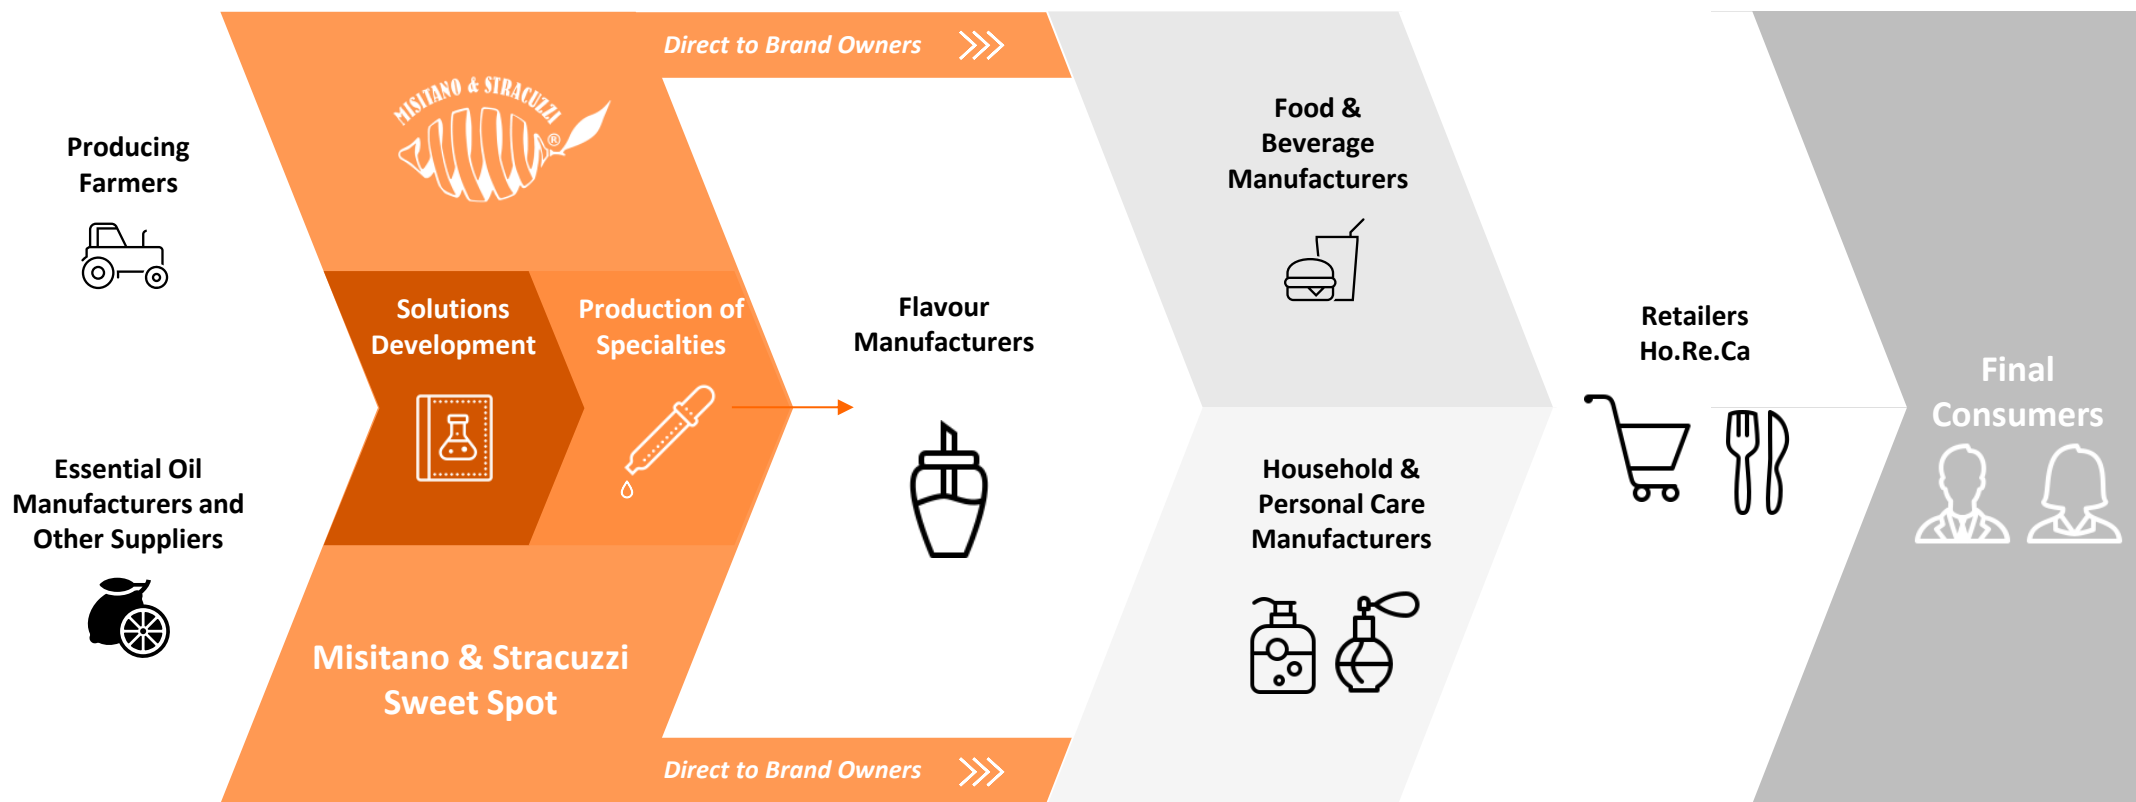 Direct to Brand Owners
MISITANO & STRACUZZI
®
Producing
Farmers
Essential Oil
Manufacturers and
Other Suppliers
Solutions
Development
Production of
Specialties
Misitano & Stracuzzi
Sweet Spot
Direct to Brand Owners
Flavour
Manufacturers
Food &
Beverage
Manufacturers
Household &
Personal Care
Manufacturers
Retailers
Ho.Re.Ca
Final
Consumers